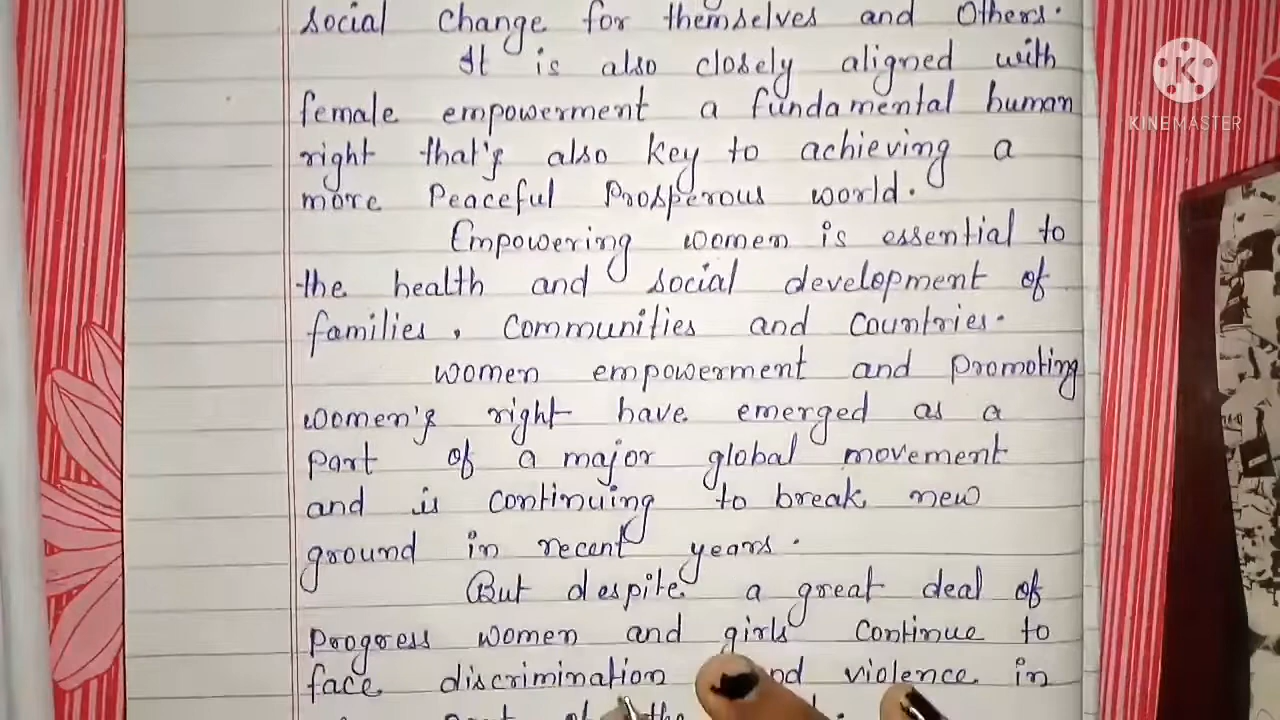 social change for themselves and others.
It is also closely aligned with
female empowerment a fundamental human
right that's also key to achieving a
more Peaceful Prosperous world.
Empowering women is essential to
the health and social development of
families, communities and countries.
women empowerment and promoting
women's right have emerged as a
part of a major global movement
and is continuing to break new
ground in recent years.
But despite a great deal of
progress women and girls continue to
face discrimination and violence in
part of the
KINEMASTER